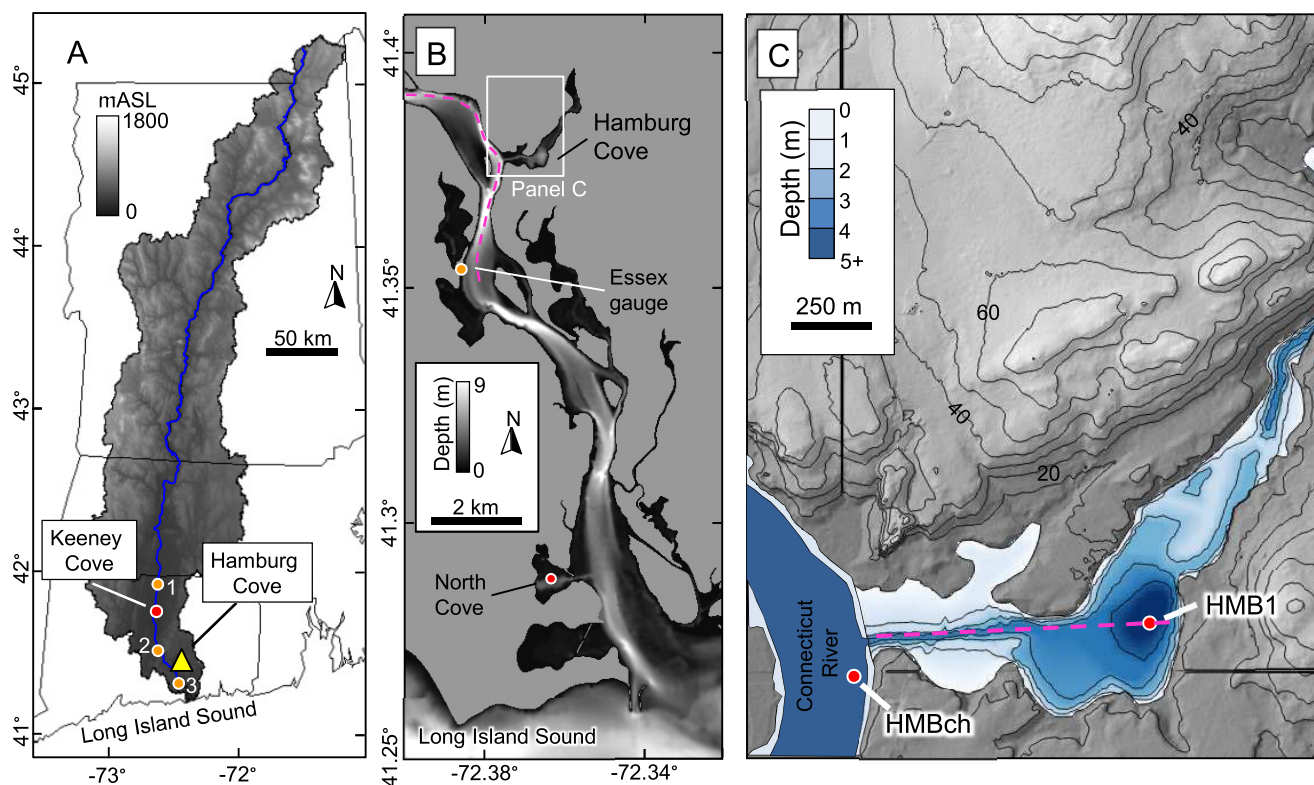 A
45°
44°
43°
42°
41°
-73°
-72°
mASL
1800
0
N
50 km
Keeney
Cove
Hamburg
Cove
1
2
3
Long Island Sound
B
41.4°
41.35°
41.3°
41.25°
-72.38°
-72.34°
Hamburg
Cove
Panel C
Essex
gauge
Depth (m)
9
0
N
2 km
North
Cove
Long Island Sound
C
Depth (m)
0
1
2
3
4
5+
250 m
40
60
40
20
Connecticut
River
HMB1
HMBch